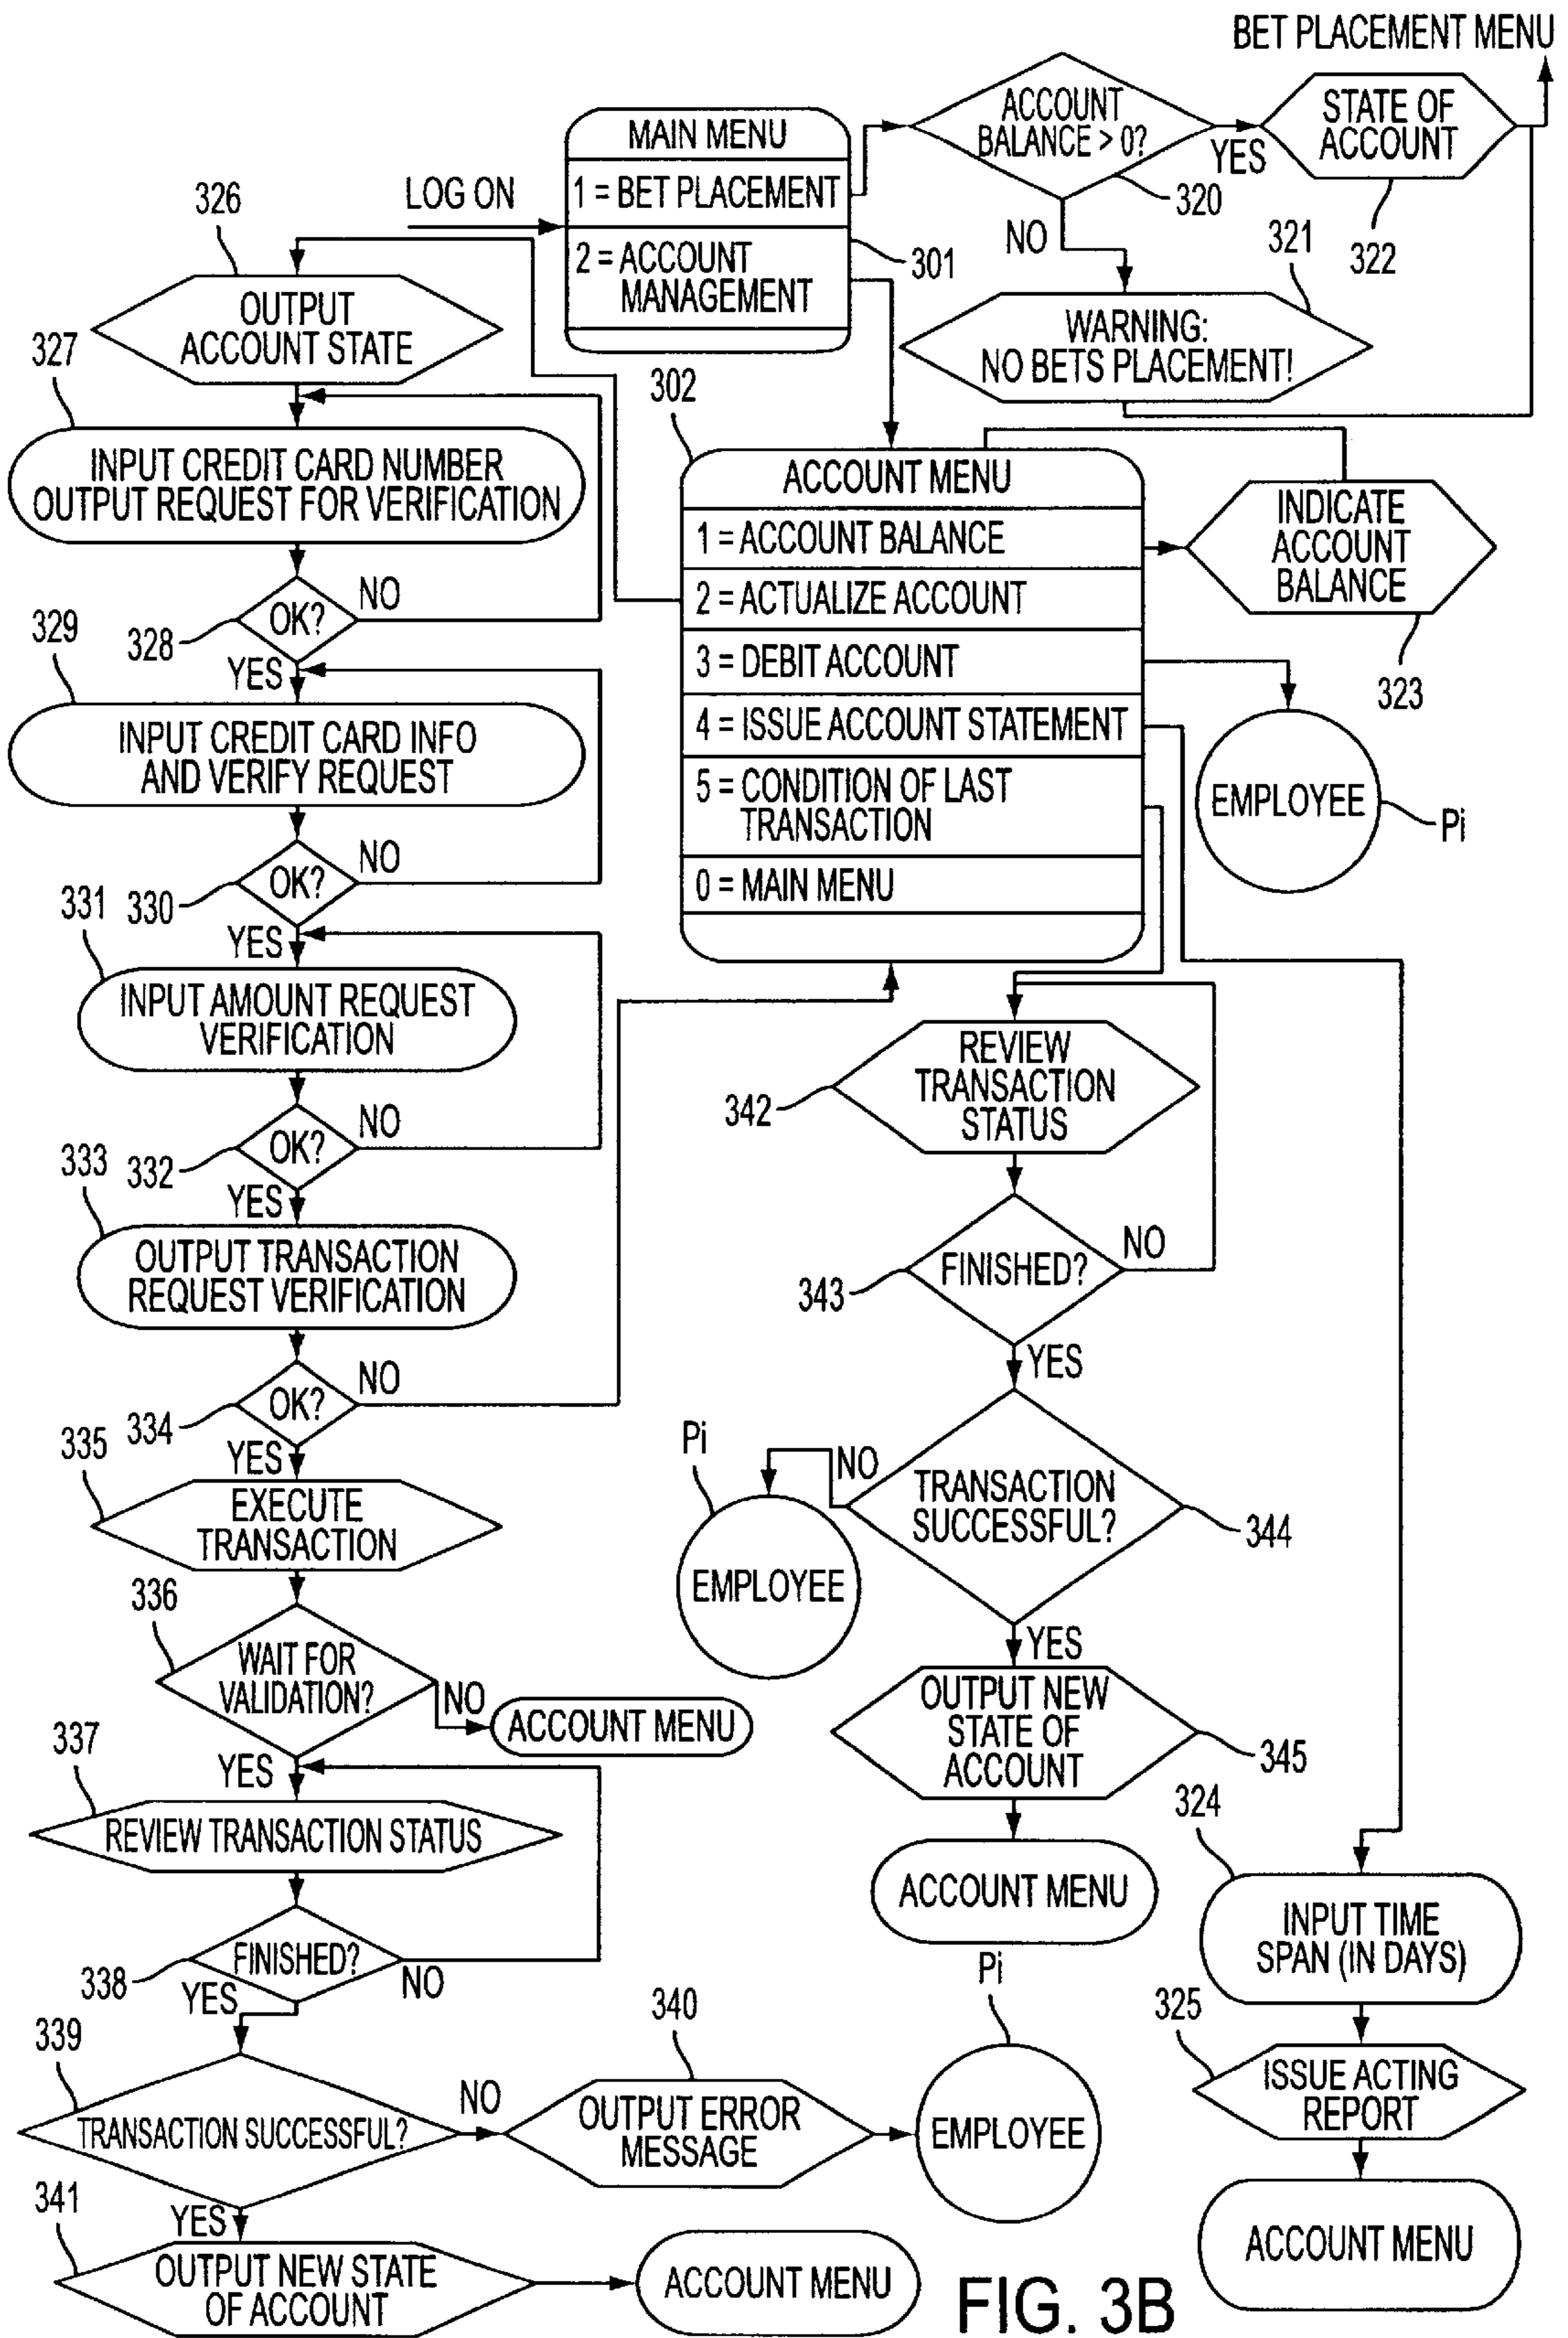 BET PLACEMENT MENU
MAIN MENU
1 = BET PLACEMENT
2 = ACCOUNT
MANAGEMENT
301
LOG ON
ACCOUNT
BALANCE > 0?
320
YES
NO
STATE OF
ACCOUNT
322
321
WARNING:
NO BETS PLACEMENT!
326
OUTPUT
ACCOUNT STATE
327
INPUT CREDIT CARD NUMBER
OUTPUT REQUEST FOR VERIFICATION
OK?
NO
328
YES
329
INPUT CREDIT CARD INFO
AND VERIFY REQUEST
OK?
NO
330
YES
331
INPUT AMOUNT REQUEST
VERIFICATION
OK?
NO
332
YES
333
OUTPUT TRANSACTION
REQUEST VERIFICATION
OK?
NO
334
YES
335
EXECUTE
TRANSACTION
336
WAIT FOR
VALIDATION?
NO
ACCOUNT MENU
YES
337
REVIEW TRANSACTION STATUS
FINISHED?
338
NO
YES
339
TRANSACTION SUCCESSFUL?
NO
340
OUTPUT ERROR
MESSAGE
Pi
EMPLOYEE
YES
341
OUTPUT NEW STATE
OF ACCOUNT
ACCOUNT MENU
302
ACCOUNT MENU
1 = ACCOUNT BALANCE
2 = ACTUALIZE ACCOUNT
3 = DEBIT ACCOUNT
4 = ISSUE ACCOUNT STATEMENT
5 = CONDITION OF LAST
TRANSACTION
0 = MAIN MENU
INDICATE
ACCOUNT
BALANCE
323
EMPLOYEE
Pi
REVIEW
TRANSACTION
STATUS
342
FINISHED?
NO
343
YES
TRANSACTION
SUCCESSFUL?
344
NO
Pi
EMPLOYEE
YES
OUTPUT NEW
STATE OF
ACCOUNT
345
ACCOUNT MENU
324
INPUT TIME
SPAN (IN DAYS)
325
ISSUE ACTING
REPORT
ACCOUNT MENU
FIG. 3B